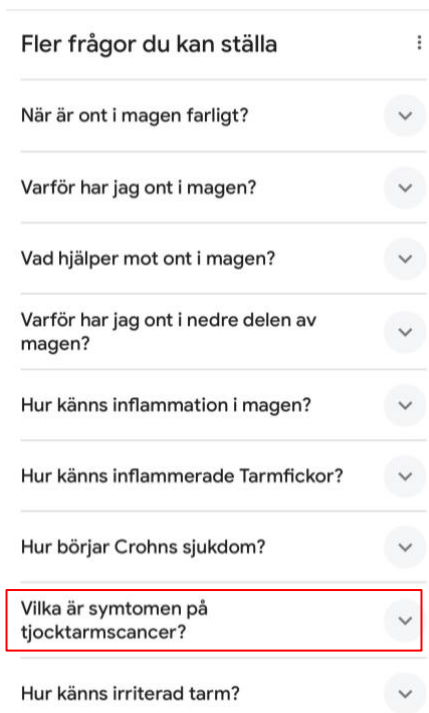 Fler frågor du kan ställa
När är ont i magen farligt?
Varför har jag ont i magen?
Vad hjälper mot ont i magen?
Varför har jag ont i nedre delen av
magen?
Hur känns inflammation i magen?
Hur känns inflammerade Tarmfickor?
Hur börjar Crohns sjukdom?
Vilka är symtomen på
tjocktarmscancer?
Hur känns irriterad tarm?